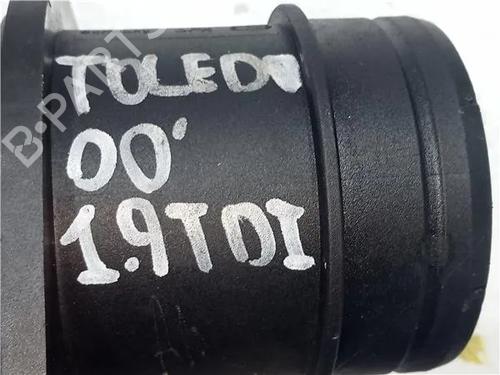 B-PARTS
TOLEDO
00'
1.9TDI